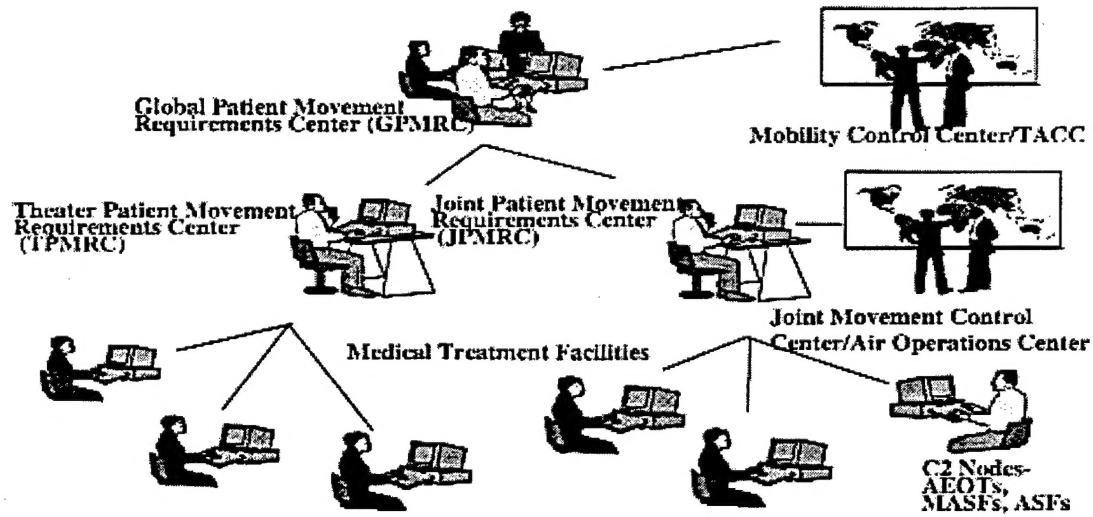 Global Patient Movement
Requirements Center (GPMRC)
Mobility Control Center/TACC
Theater Patient Movement
Requirements Center
(TPMRC)
Joint Patient Movement
Requirements Center
(JPMRC)
Joint Movement Control
Center/Air Operations Center
Medical Treatment Facilities
C2 Nodes-
AEOTs,
MASFs, ASFs